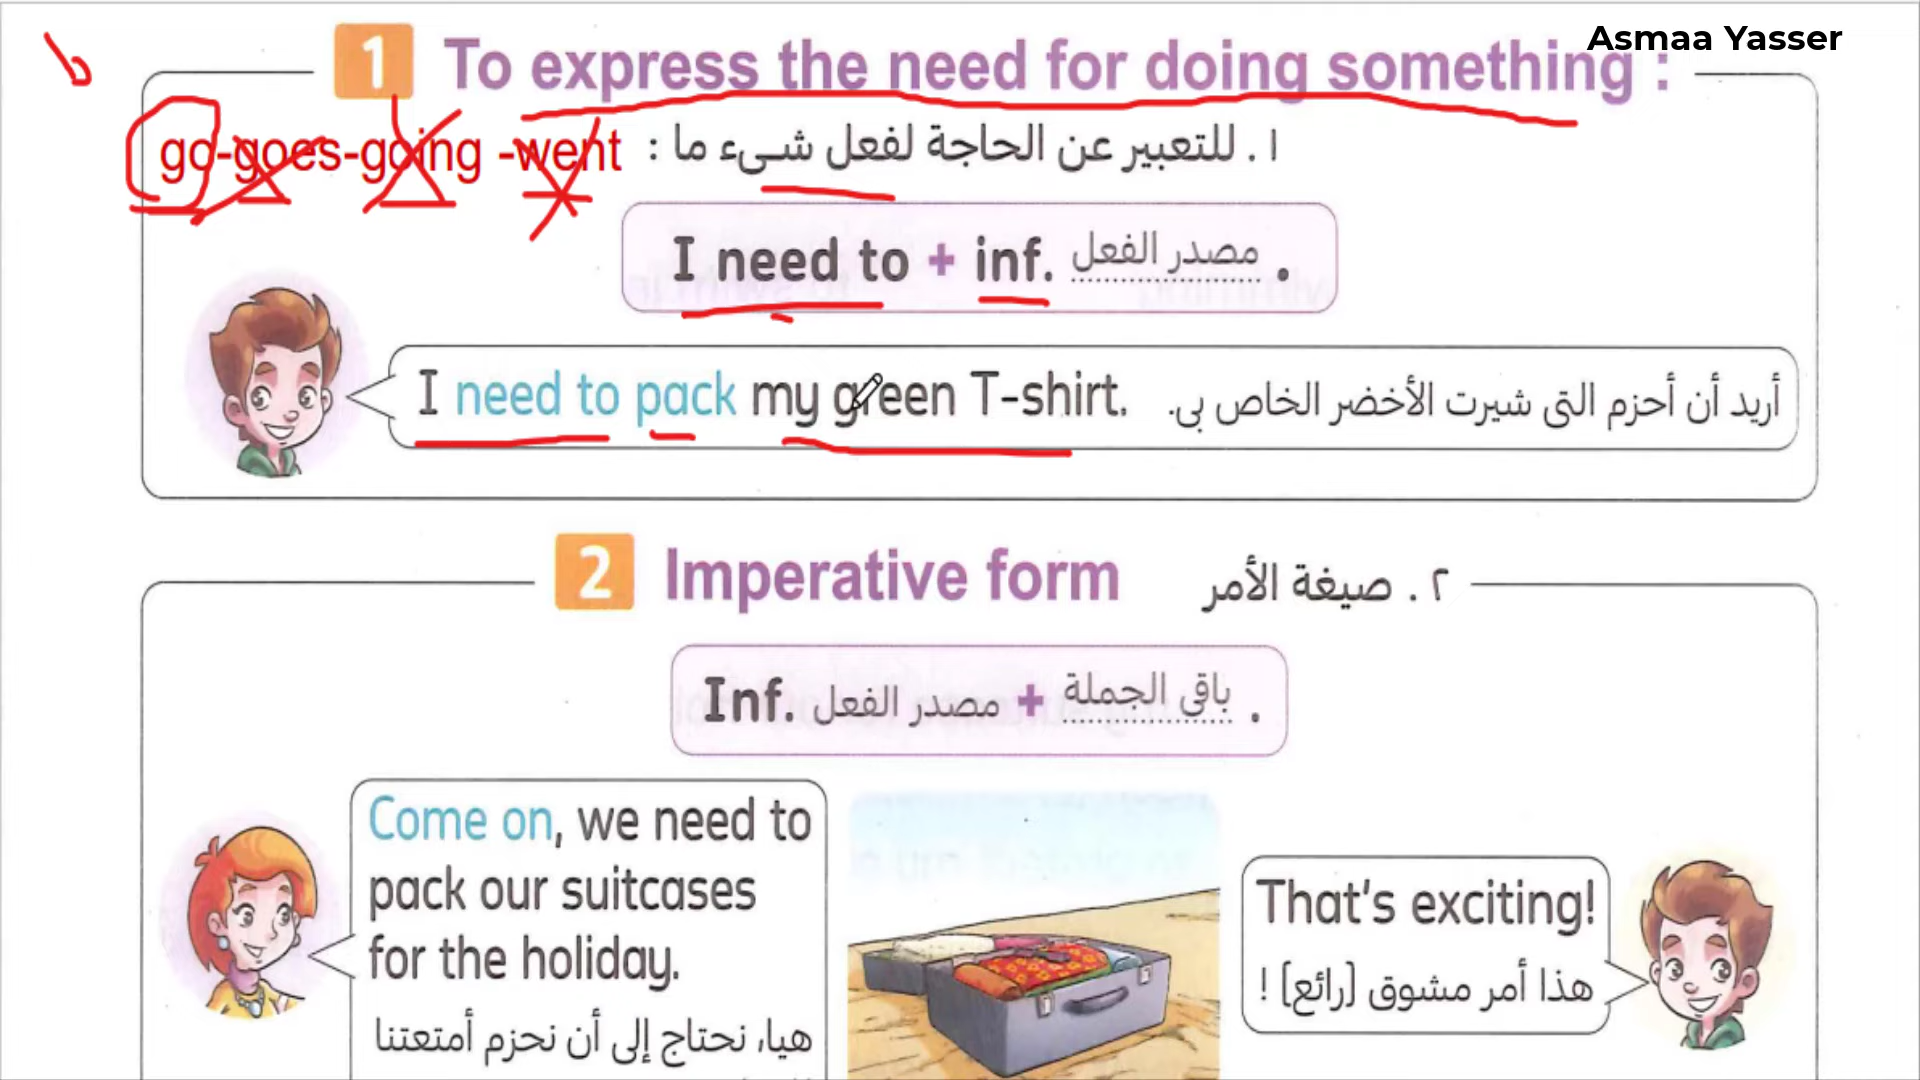 Asmaa Yasser
1 To express the need for doing something :
go-goes-going -went
١ . للتعبير عن الحاجة لفعل شىء ما :
I need to + inf. مصدر الفعل .
I need to pack my green T-shirt. أريد أن أحزم التى شيرت الأخضر الخاص بى.
2 Imperative form ٢ . صيغة الأمر
Inf. مصدر الفعل + باقى الجملة .
Come on, we need to
pack our suitcases
for the holiday.
هيا، نحتاج إلى أن نحزم أمتعتنا
That's exciting!
هذا أمر مشوق (رائع) !